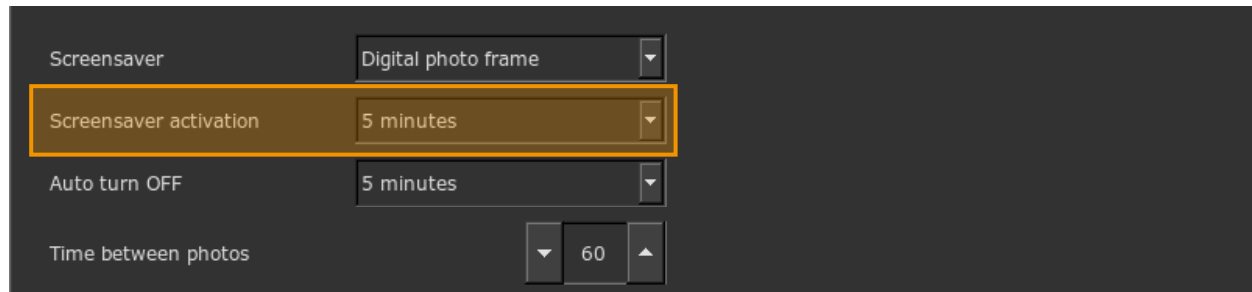 Screensaver Digital photo frame
Screensaver activation 5 minutes
Auto turn OFF 5 minutes
Time between photos 60